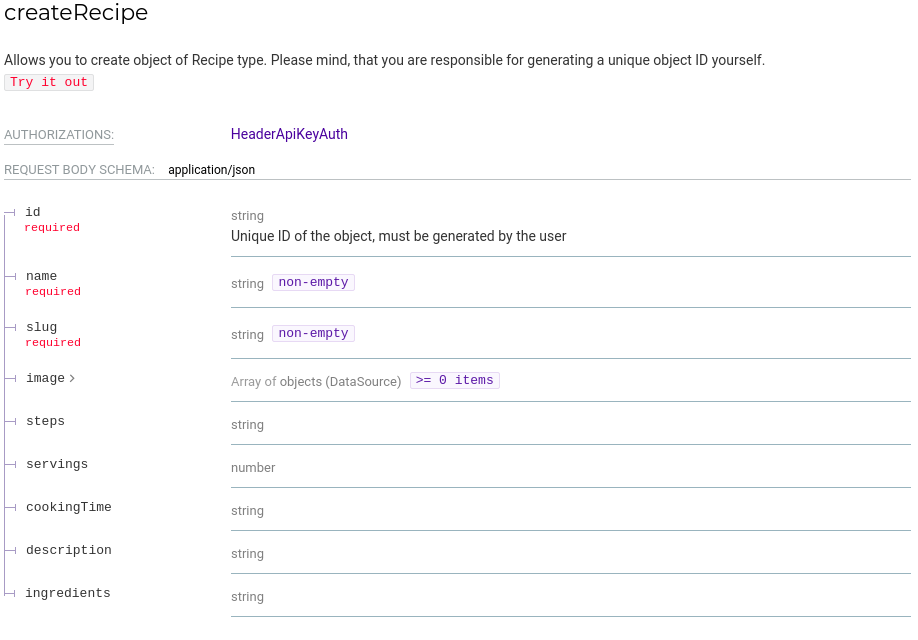 createRecipe
Allows you to create object of Recipe type. Please mind, that you are responsible for generating a unique object ID yourself.
Try it out
AUTHORIZATIONS: HeaderApiKeyAuth
REQUEST BODY SCHEMA: application/json
id string
required
Unique ID of the object, must be generated by the user
name string non-empty
required
slug string non-empty
required
image Array of objects (DataSource) >= 0 items
steps string
servings number
cookingTime string
description string
ingredients string